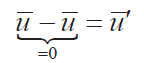 u̅ − u̅ = u̅′
=0